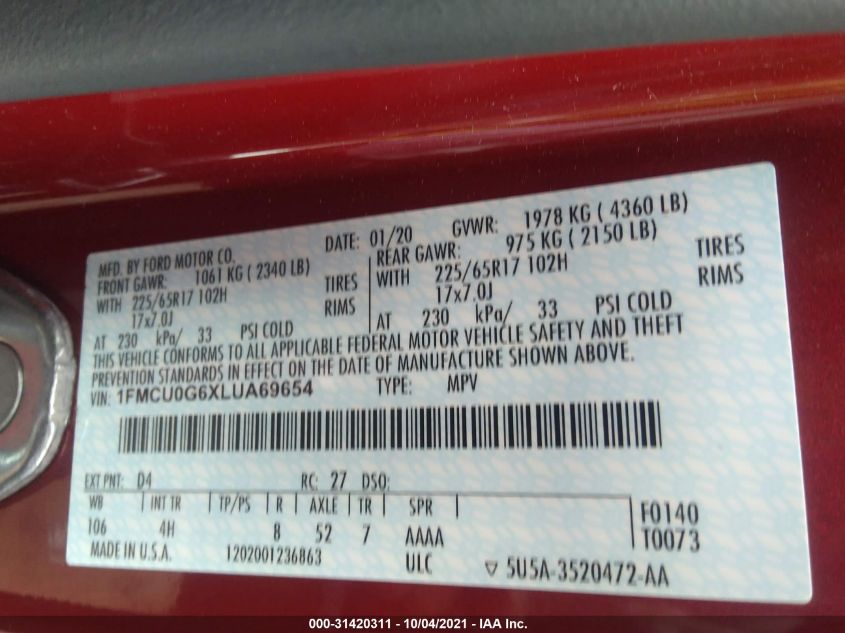 MFD. BY FORD MOTOR CO.
DATE: 01/20 GVWR: 1978 KG ( 4360 LB)
FRONT GAWR: 1061 KG ( 2340 LB)
WITH 225/65R17 102H TIRES
17x7.0J RIMS
AT 230 kPa/ 33 PSI COLD
REAR GAWR: 975 KG ( 2150 LB)
WITH 225/65R17 102H TIRES
17x7.0J RIMS
AT 230 kPa/ 33 PSI COLD
THIS VEHICLE CONFORMS TO ALL APPLICABLE FEDERAL MOTOR VEHICLE SAFETY AND THEFT
PREVENTION STANDARDS IN EFFECT ON THE DATE OF MANUFACTURE SHOWN ABOVE.
VIN: 1FMCU0G6XLUA69654 TYPE: MPV
EXT PNT: D4 RC: 27 DSO:
WB | INT TR | TP/PS | R | AXLE | TR | SPR |
106 4H 8 52 7 AAAA
F0140
T0073
MADE IN U.S.A. 1202001236863 ULC ▽ 5U5A-3520472-AA
000-31420311 - 10/04/2021 - IAA Inc.